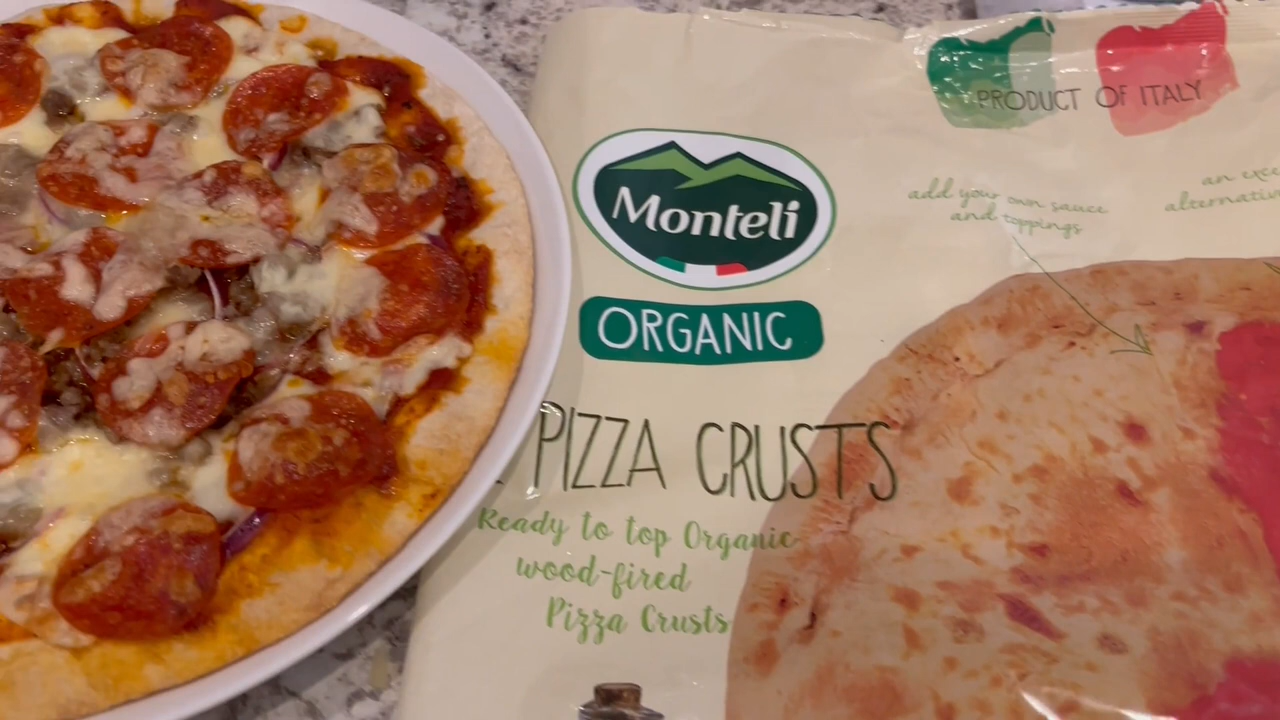 PRODUCT OF ITALY
Monteli
ORGANIC
add your own sauce
and toppings
an
PIZZA CRUSTS
Ready to top Organic
wood-fired
Pizza Crusts